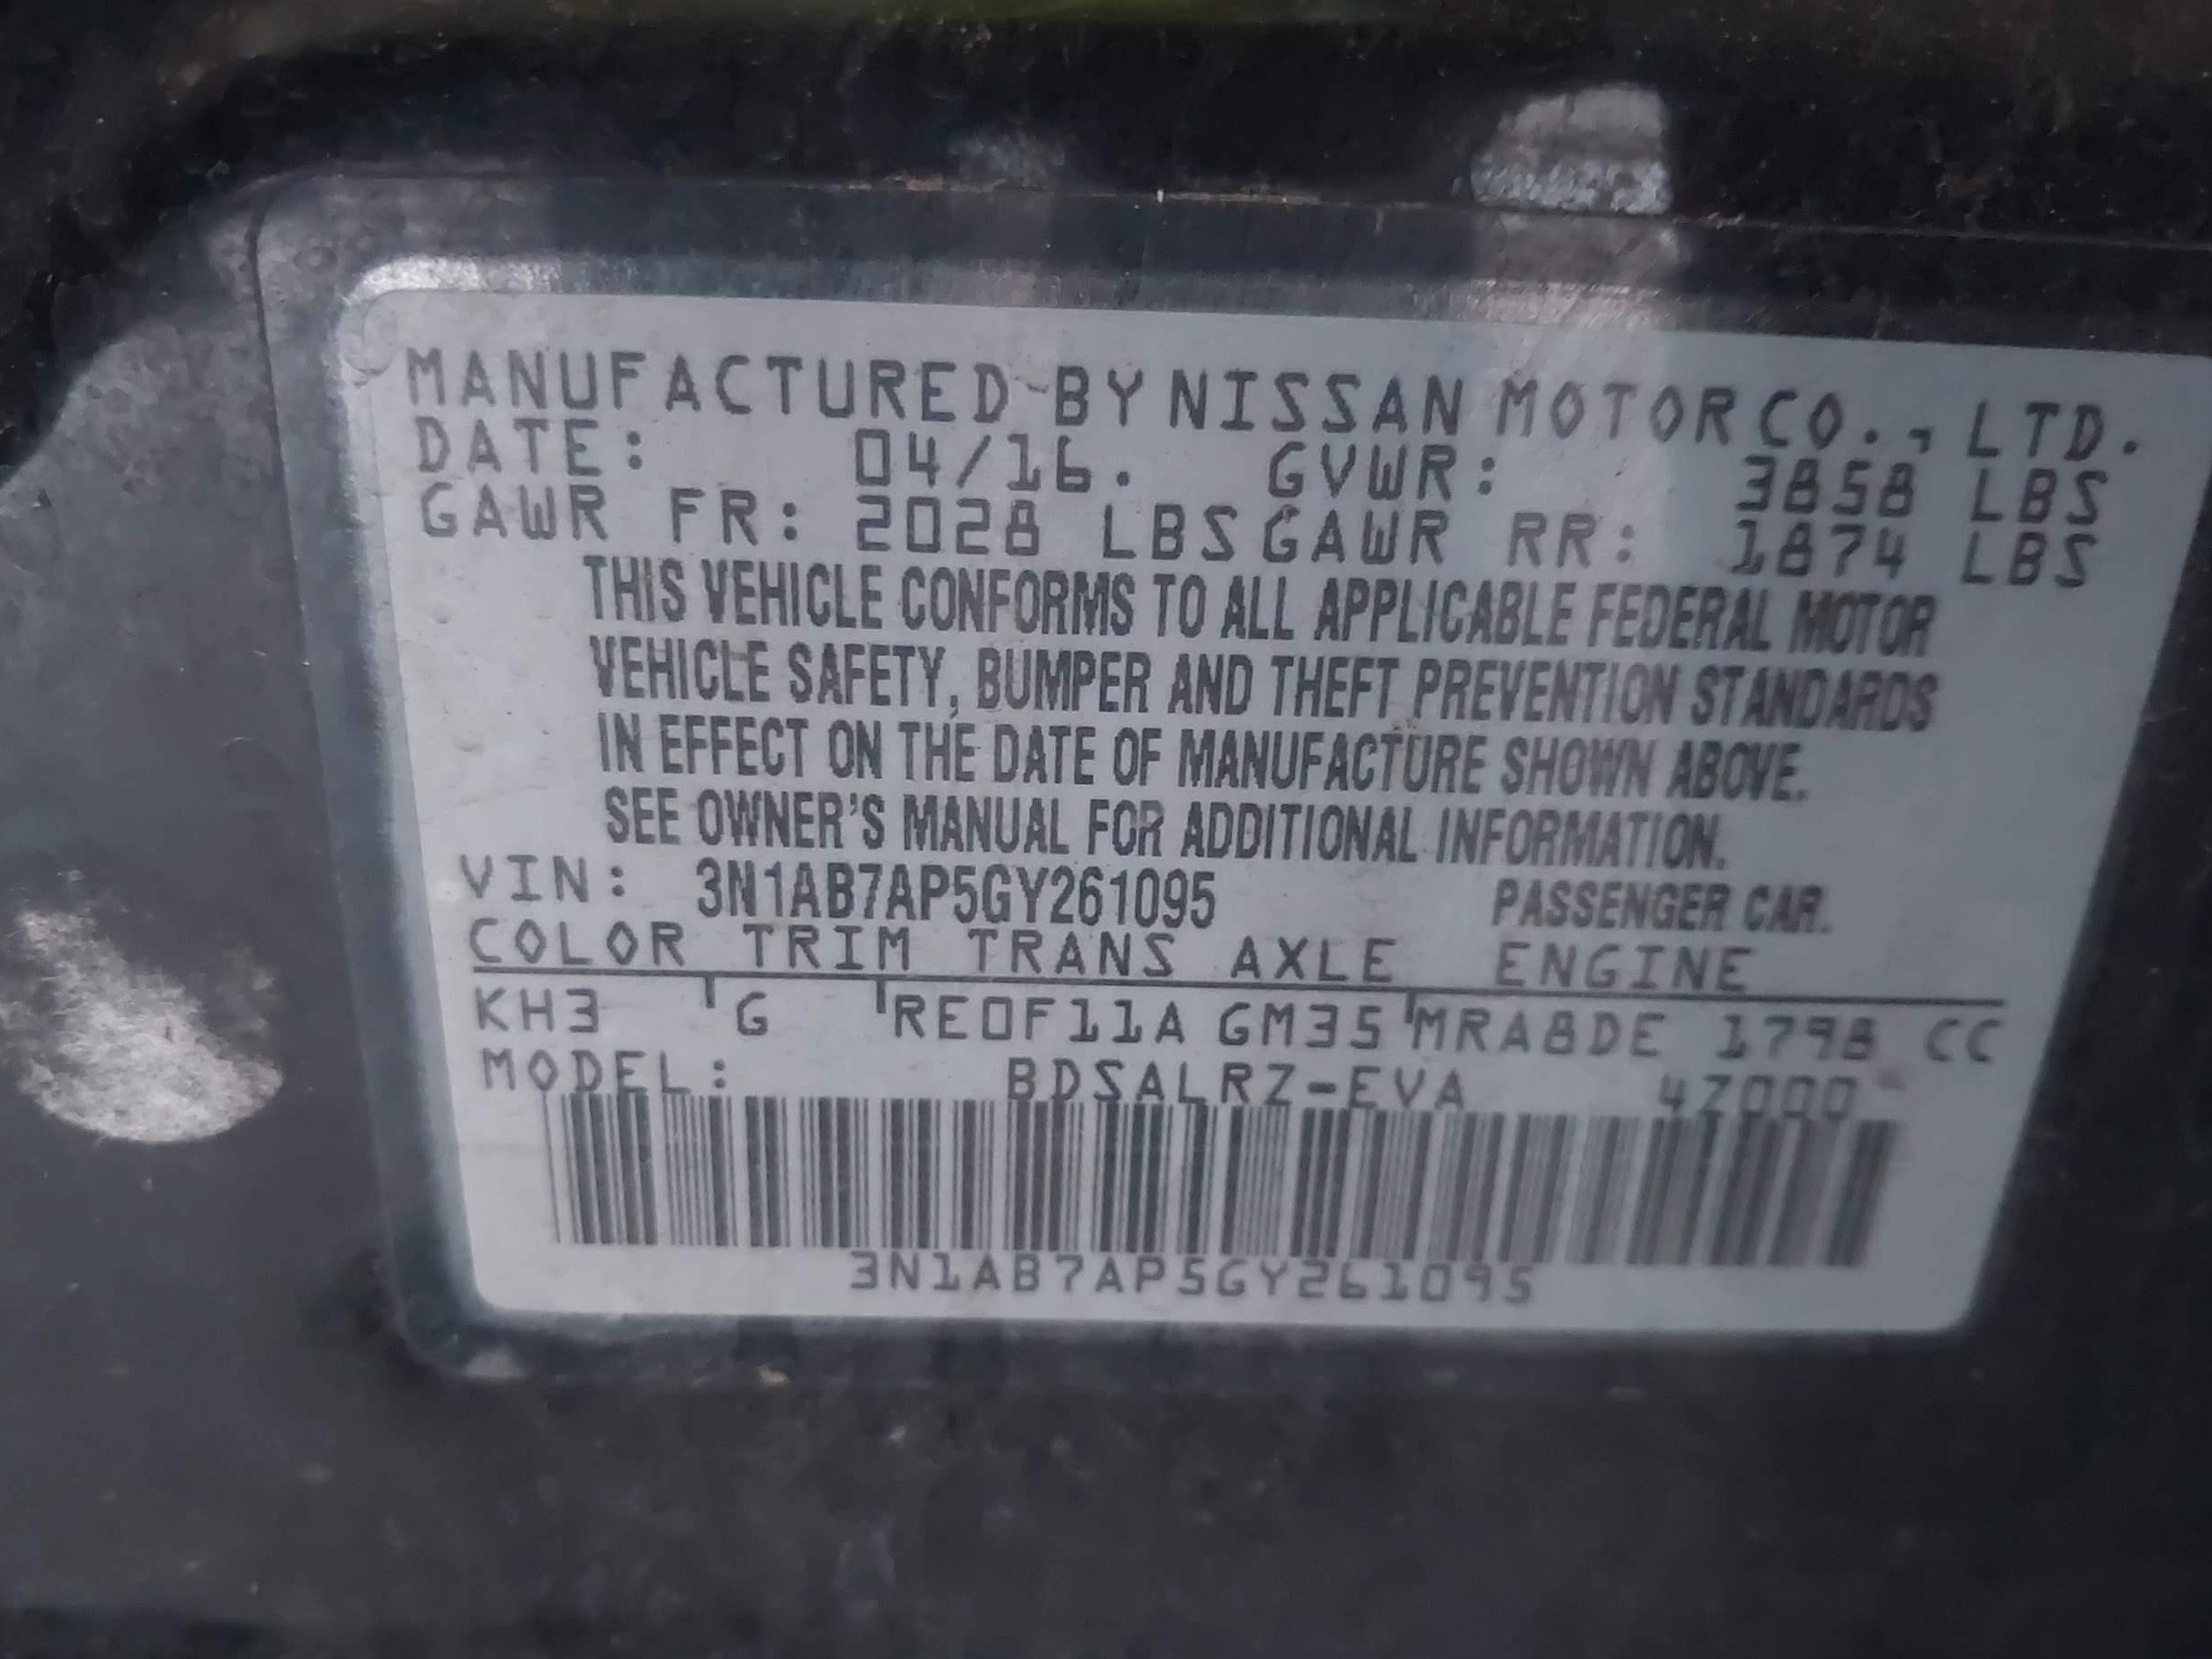 MANUFACTURED BY NISSAN MOTOR CO., LTD.
DATE: 04/16. GVWR: 3858 LBS
GAWR FR: 2028 LBS GAWR RR: 1874 LBS
THIS VEHICLE CONFORMS TO ALL APPLICABLE FEDERAL MOTOR
VEHICLE SAFETY, BUMPER AND THEFT PREVENTION STANDARDS
IN EFFECT ON THE DATE OF MANUFACTURE SHOWN ABOVE.
SEE OWNER'S MANUAL FOR ADDITIONAL INFORMATION.
VIN: 3N1AB7AP5GY261095 PASSENGER CAR.
COLOR TRIM TRANS AXLE ENGINE
KH3 G RE0F11A GM35 MRA8DE 1798 CC
MODEL: BDSALRZ-EVA 4Z000
3N1AB7AP5GY261095